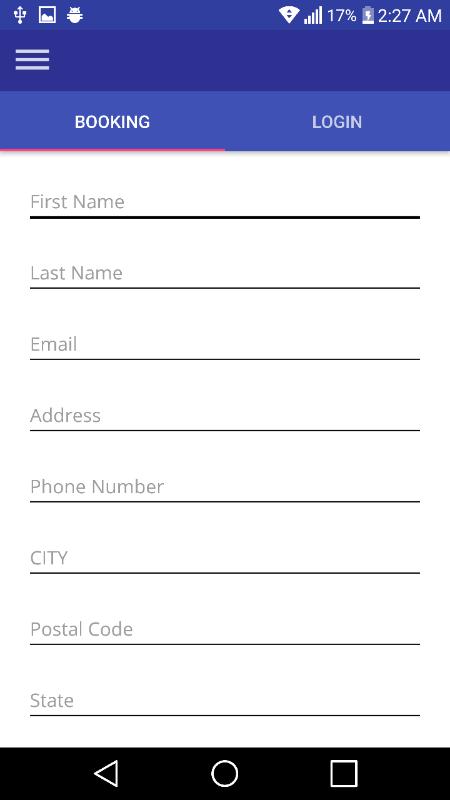 17% 2:27 AM
BOOKING LOGIN
First Name
Last Name
Email
Address
Phone Number
CITY
Postal Code
State